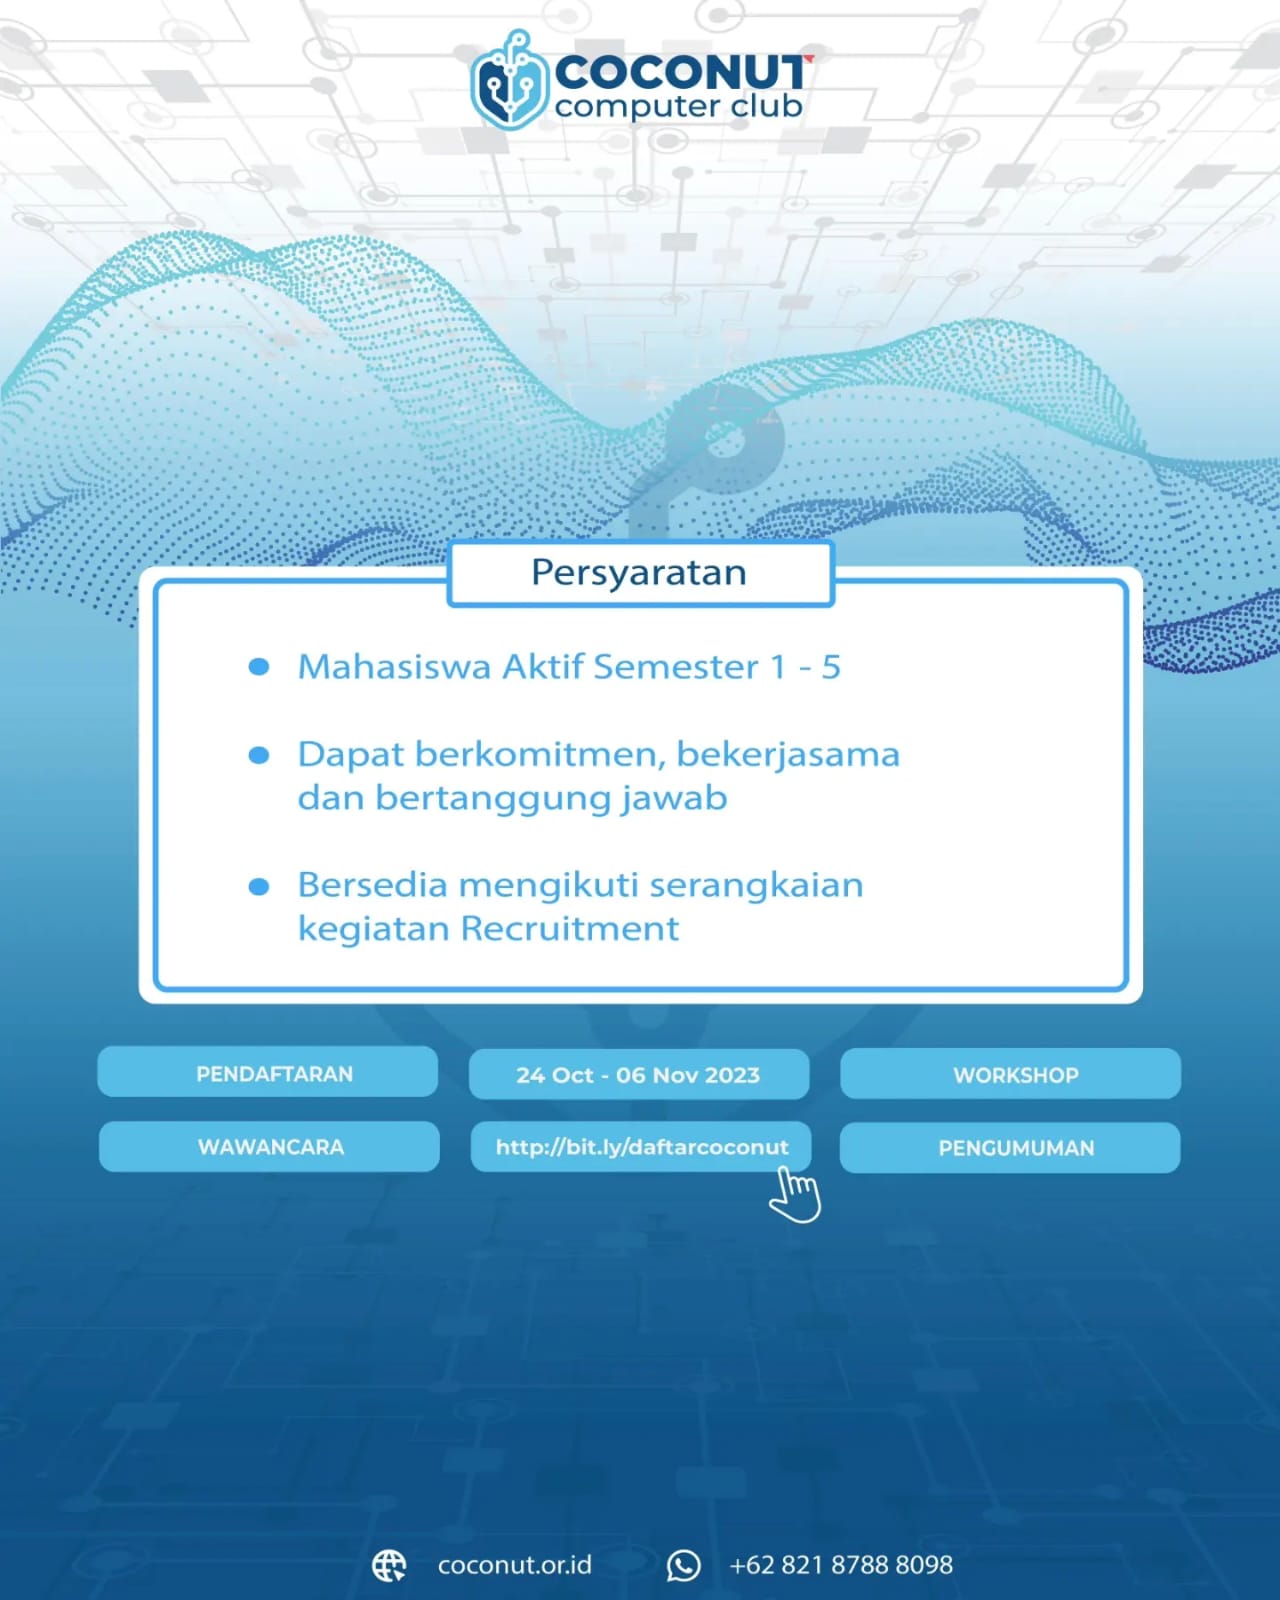 COCONUT
computer club
Persyaratan
Mahasiswa Aktif Semester 1 - 5
Dapat berkomitmen, bekerjasama
dan bertanggung jawab
Bersedia mengikuti serangkaian
kegiatan Recruitment
PENDAFTARAN
24 Oct - 06 Nov 2023
WORKSHOP
WAWANCARA
http://bit.ly/daftarcoconut
PENGUMUMAN
coconut.or.id
+62 821 8788 8098